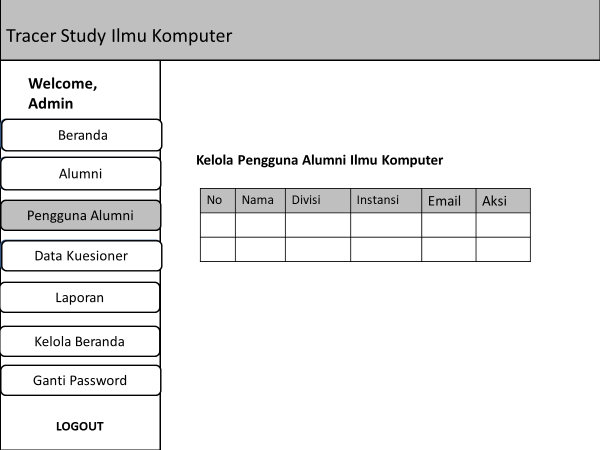 Tracer Study Ilmu Komputer
Welcome,
Admin
Beranda
Alumni
Pengguna Alumni
Data Kuesioner
Laporan
Kelola Beranda
Ganti Password
LOGOUT
Kelola Pengguna Alumni Ilmu Komputer
No Nama Divisi Instansi Email Aksi